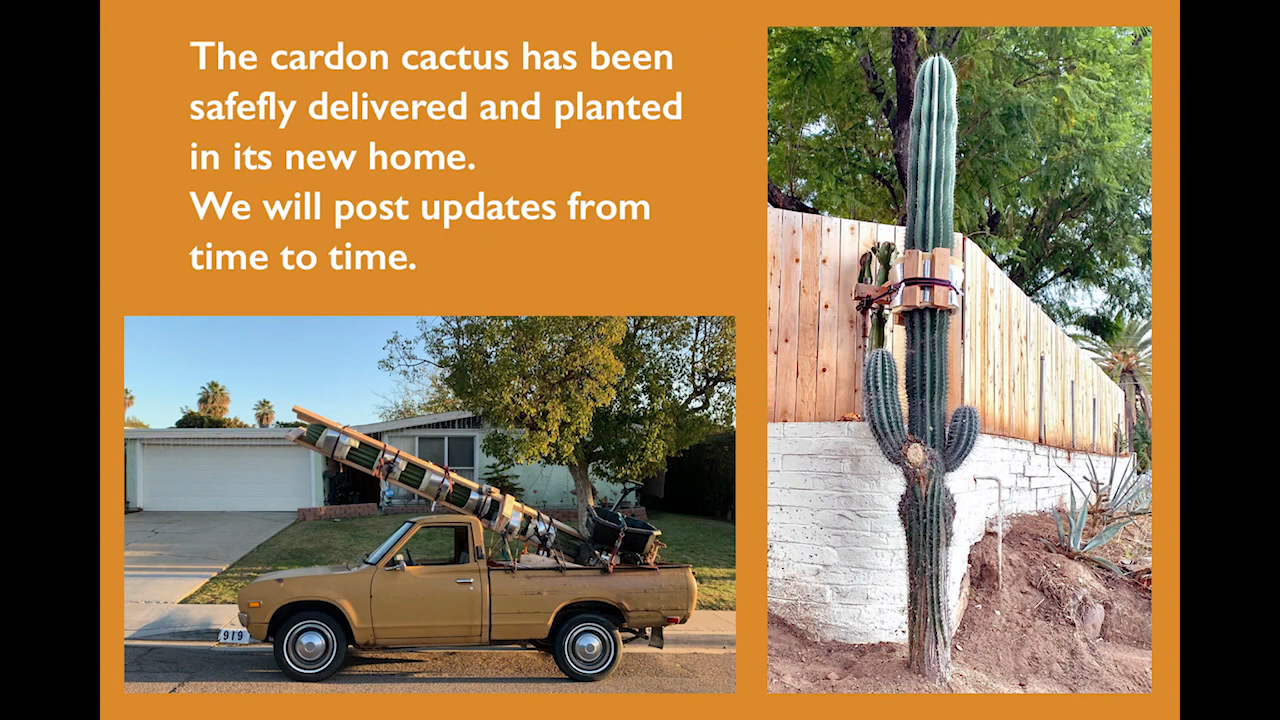 The cardon cactus has been
safefly delivered and planted
in its new home.
We will post updates from
time to time.
919